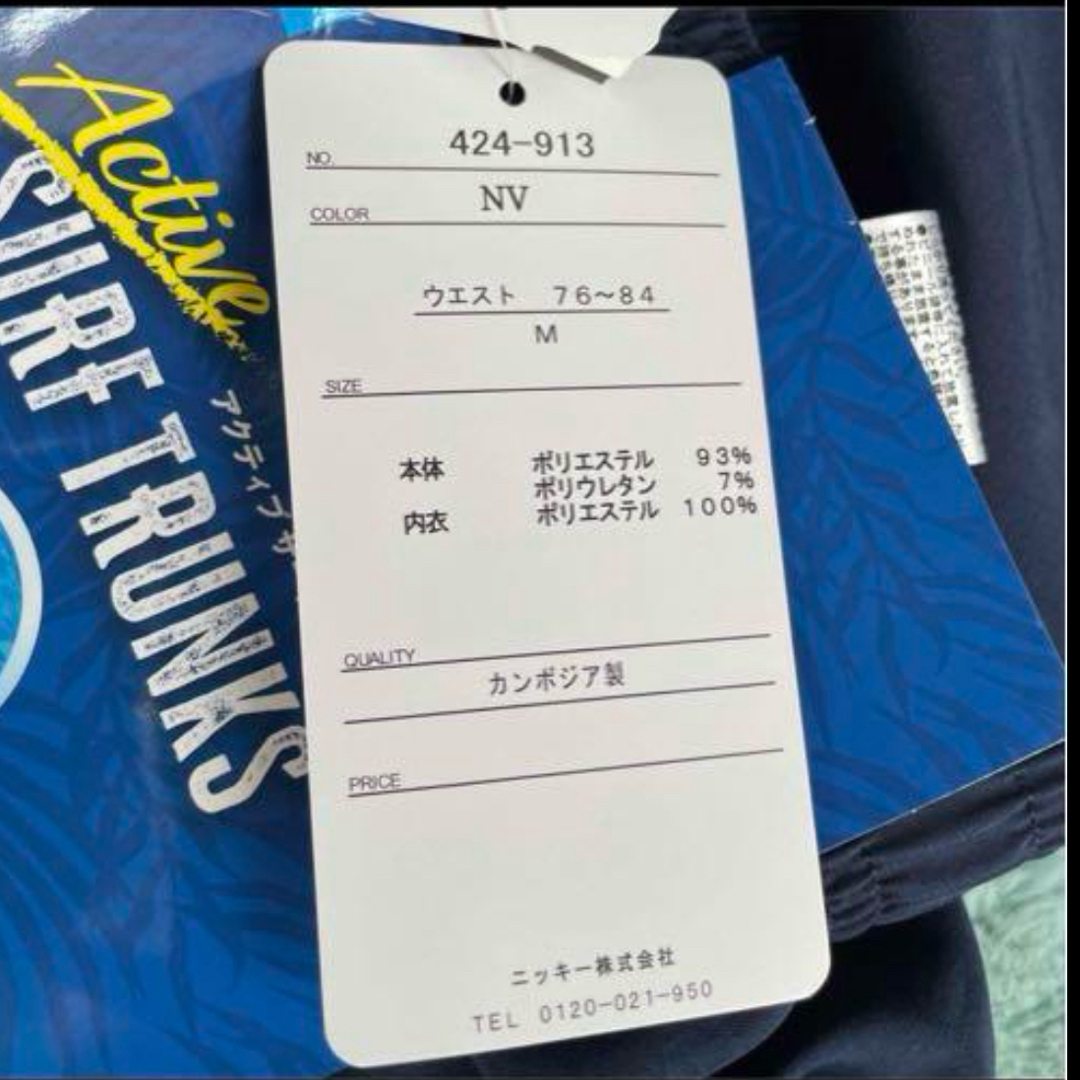 Active
SURF TRUNKS
アクティブサ
NO. 424-913
COLOR NV
ウエスト 76~84
M
SIZE
本体 ポリエステル 93%
ポリウレタン 7%
内衣 ポリエステル 100%
QUALITY
カンボジア製
PRICE
ニッキー株式会社
TEL 0120-021-950